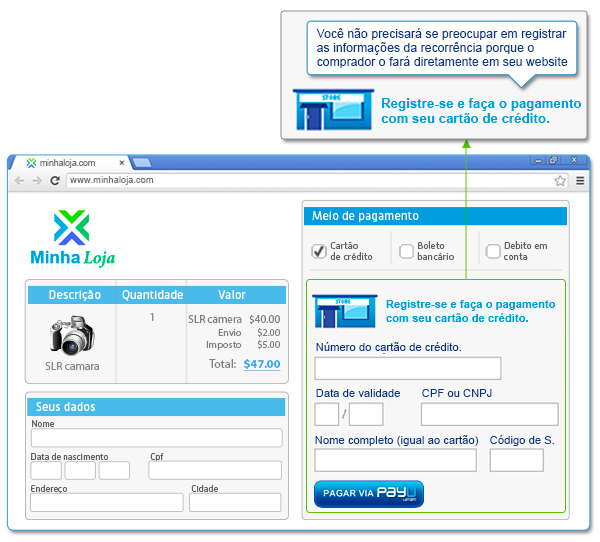 Você não precisará se preocupar em registrar
as informações da recorrência porque o
comprador o fará diretamente em seu website
STORE
Registre-se e faça o pagamento
com seu cartão de crédito.
minhaloja.com
www.minhaloja.com
Minha Loja
Descrição Quantidade Valor
1
SLR camera $40.00
Envio $2.00
Imposto $5.00
SLR camara
Total: $47.00
Seus dados
Nome
Data de nascimento Cpf
Endereço Cidade
Meio de pagamento
Cartão
de crédito
Boleto
bancário
Debito em
conta
STORE
Registre-se e faça o pagamento
com seu cartão de crédito.
Número do cartão de crédito.
Data de validade CPF ou CNPJ
/
Nome completo (igual ao cartão) Código de S.
PAGAR VIA PayU